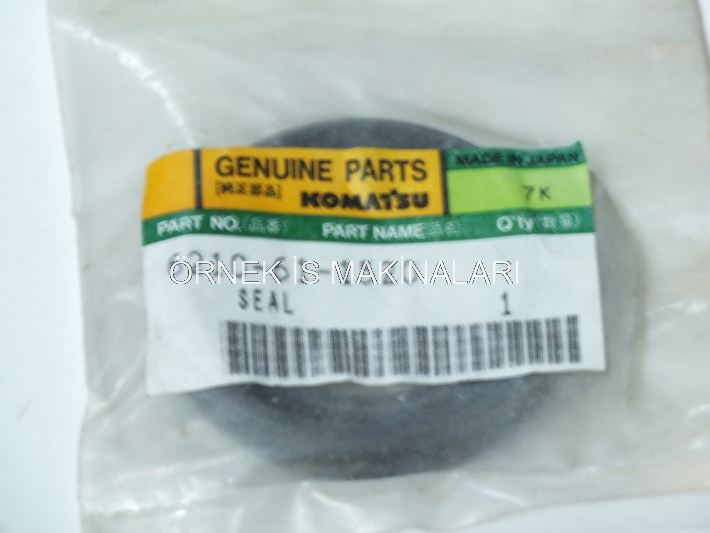 GENUINE PARTS
MADE IN JAPAN
[純正部品] KOMATSU
7K
PART NO.(品番) PART NAME(品名) Q'ty(数量)
ÖRNEK İS MAKİNALARI
SEAL 1